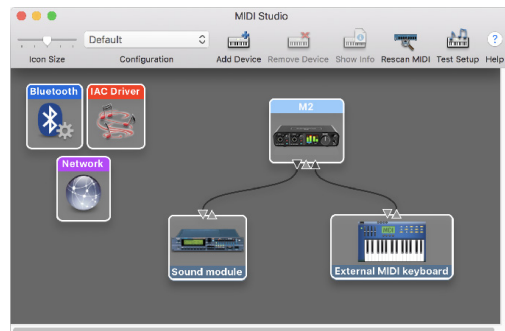 MIDI Studio
Default
Icon Size
Configuration
Add Device
Remove Device
Show Info
Rescan MIDI
Test Setup
?
Help
Bluetooth
IAC Driver
M2
Network
Sound module
External MIDI keyboard